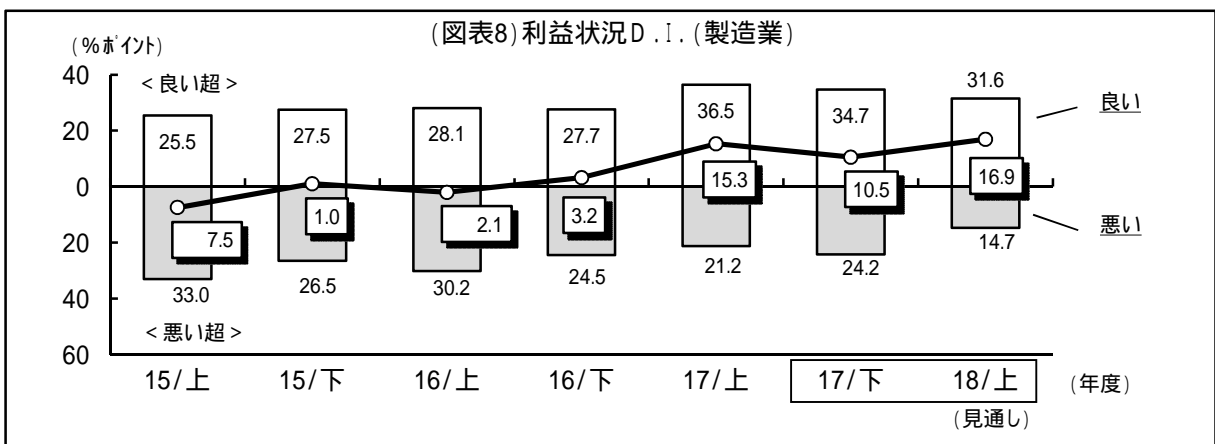 (図表8)利益状況D.I.(製造業)
(%ポイント)
40
20
0
20
40
60
<良い超>
<悪い超>
25.5 27.5 28.1 27.7 36.5 34.7 31.6
良い
7.5 1.0 2.1 3.2 15.3 10.5 16.9
悪い
33.0 26.5 30.2 24.5 21.2 24.2 14.7
15/上 15/下 16/上 16/下 17/上 17/下 18/上 (年度)
(見通し)